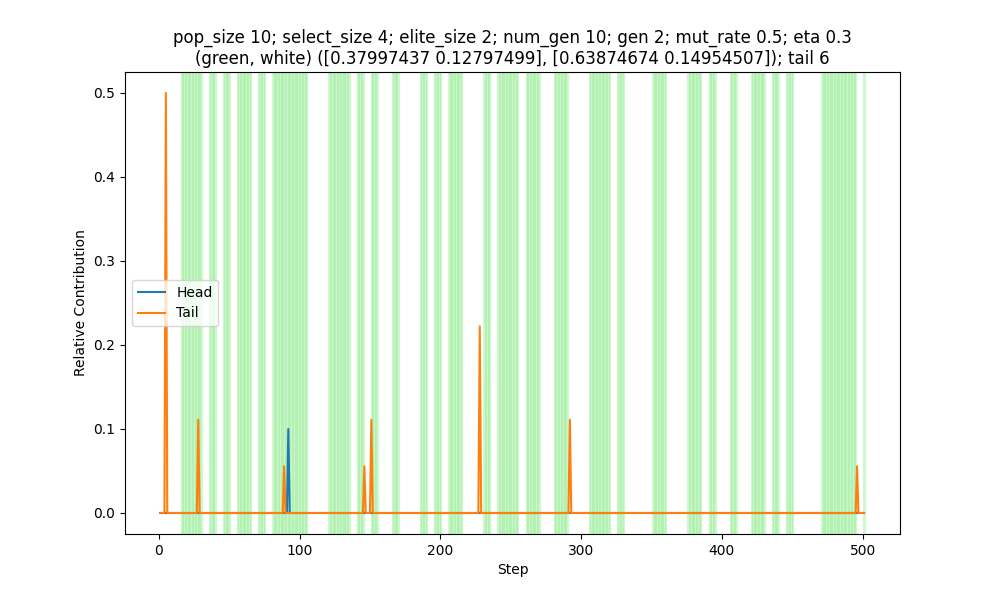 pop_size 10; select_size 4; elite_size 2; num_gen 10; gen 2; mut_rate 0.5; eta 0.3
(green, white) ([0.37997437 0.12797499], [0.63874674 0.14954507]); tail 6
0.5
0.4
0.3
0.2
0.1
0.0
Relative Contribution
Head
Tail
0
100
200
300
400
500
Step